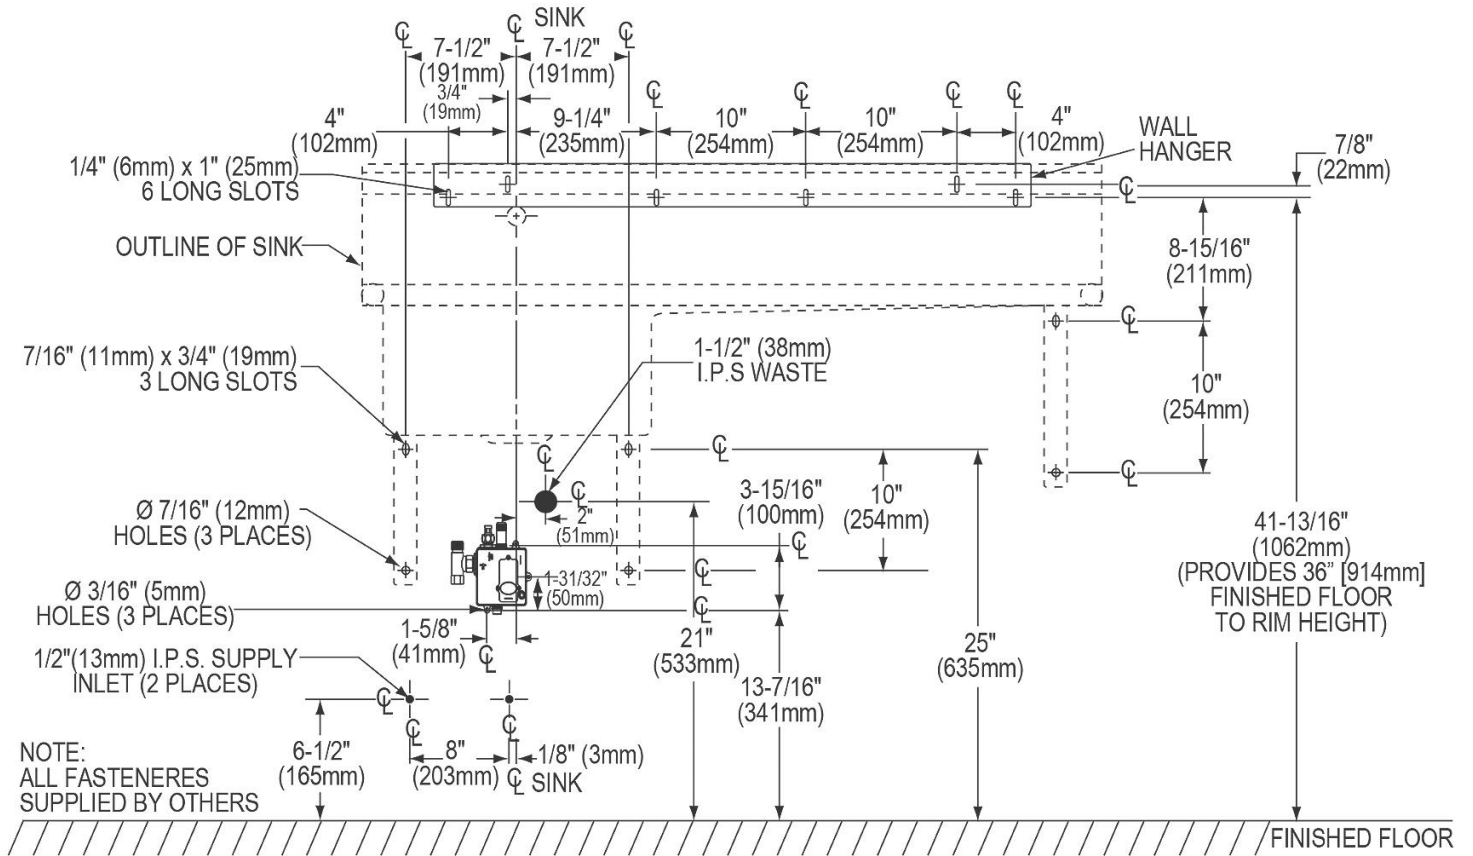 SINK
7-1/2"
(191mm)
7-1/2"
(191mm)
3/4"
(19mm)
4"
(102mm)
9-1/4"
(235mm)
10"
(254mm)
10"
(254mm)
4"
(102mm)
WALL
HANGER
7/8"
(22mm)
1/4" (6mm) x 1" (25mm)
6 LONG SLOTS
OUTLINE OF SINK
8-15/16"
(211mm)
7/16" (11mm) x 3/4" (19mm)
3 LONG SLOTS
1-1/2" (38mm)
I.P.S WASTE
10"
(254mm)
Ø 7/16" (12mm)
HOLES (3 PLACES)
2"
(51mm)
3-15/16"
(100mm)
10"
(254mm)
41-13/16"
(1062mm)
(PROVIDES 36” [914mm]
FINISHED FLOOR
TO RIM HEIGHT)
Ø 3/16" (5mm)
HOLES (3 PLACES)
1-31/32"
(50mm)
1-5/8"
(41mm)
21"
(533mm)
25"
(635mm)
1/2"(13mm) I.P.S. SUPPLY
INLET (2 PLACES)
13-7/16"
(341mm)
6-1/2"
(165mm)
8"
(203mm)
1/8" (3mm)
SINK
NOTE:
ALL FASTENERES
SUPPLIED BY OTHERS
FINISHED FLOOR